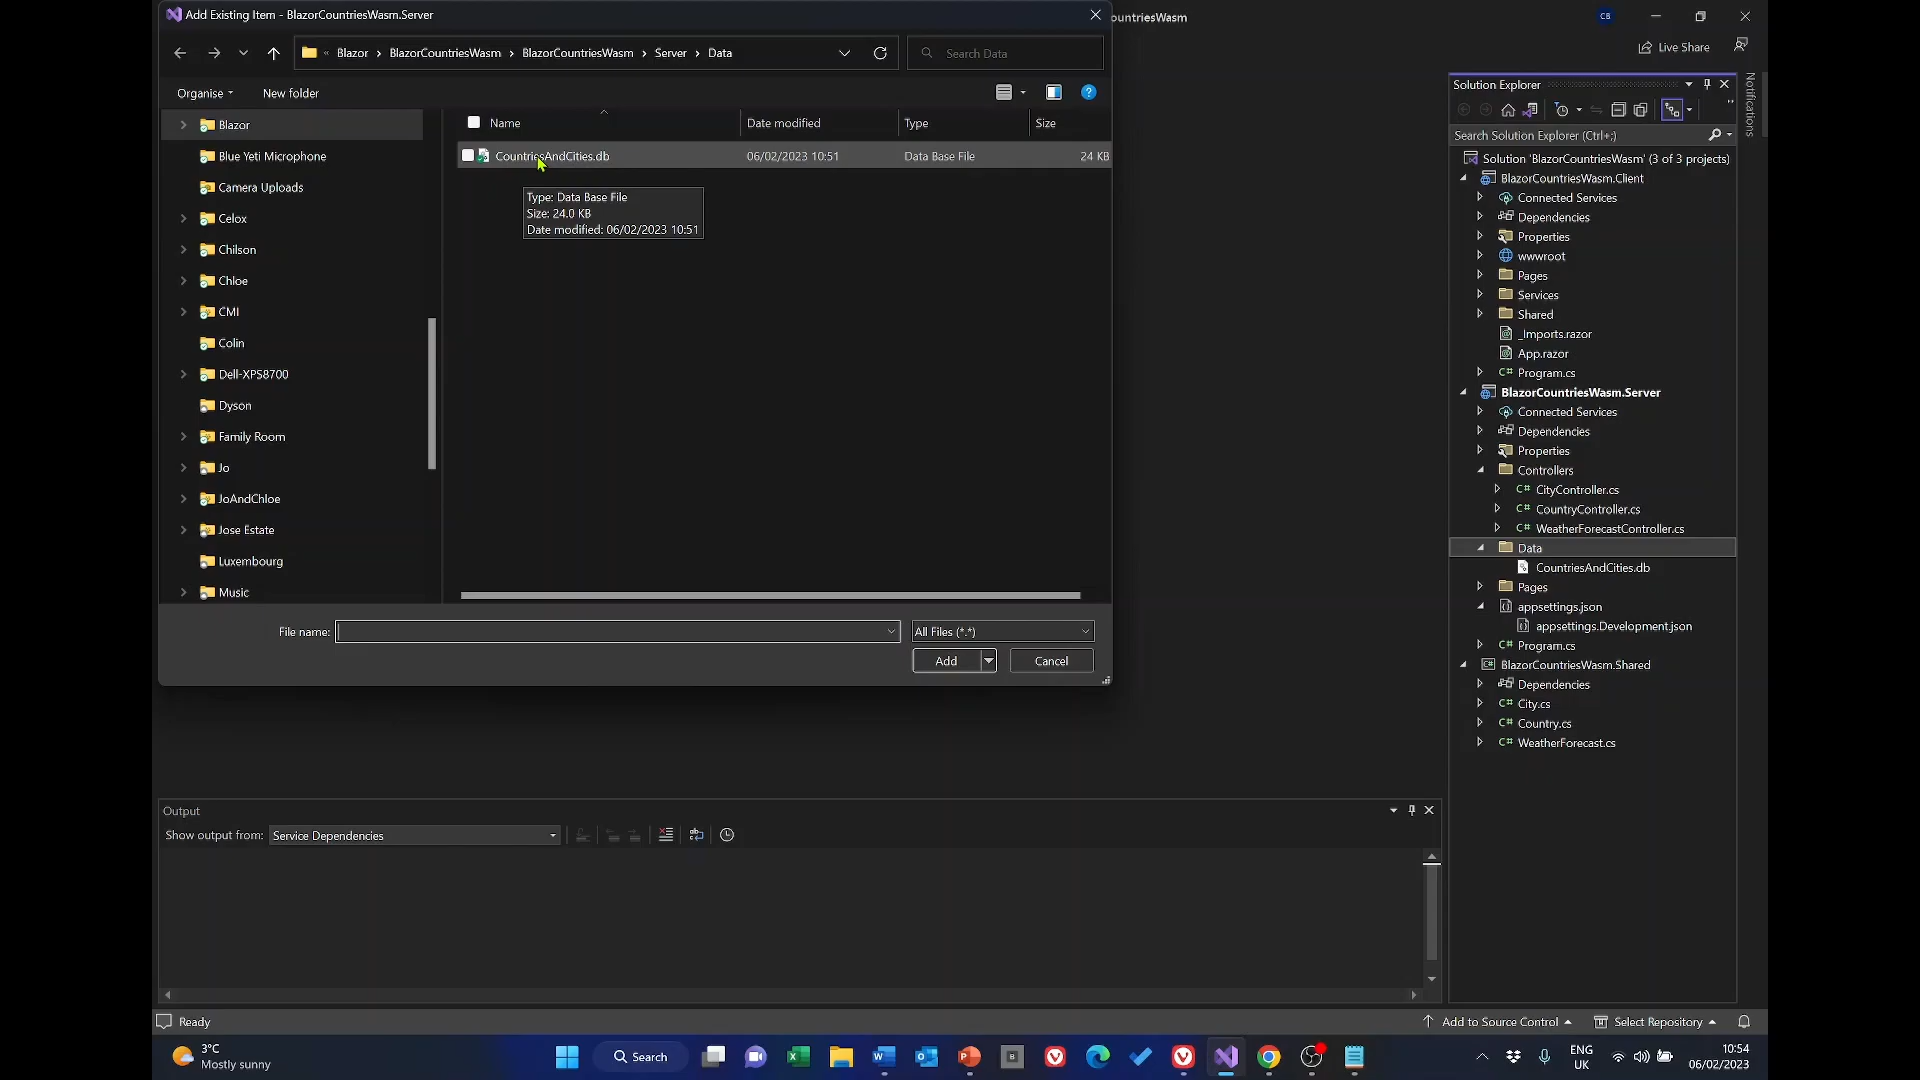 Add Existing Item - BlazorCountriesWasm.Server
ountriesWasm
CB
Live Share
« Blazor > BlazorCountriesWasm > BlazorCountriesWasm > Server > Data
Search Data
Organise
New folder
Name
Date modified
Type
Size
CountriesAndCities.db
06/02/2023 10:51
Data Base File
24 KB
Type: Data Base File
Size: 24.0 KB
Date modified: 06/02/2023 10:51
Blazor
Blue Yeti Microphone
Camera Uploads
Celox
Chilson
Chloe
CMI
Colin
Dell-XPS8700
Dyson
Family Room
Jo
JoAndChloe
Jose Estate
Luxembourg
Music
File name:
All Files (*.*)
Add
Cancel
Solution Explorer
Notifications
Search Solution Explorer (Ctrl+;)
Solution 'BlazorCountriesWasm' (3 of 3 projects)
BlazorCountriesWasm.Client
Connected Services
Dependencies
Properties
wwwroot
Pages
Services
Shared
_Imports.razor
App.razor
C# Program.cs
BlazorCountriesWasm.Server
Connected Services
Dependencies
Properties
Controllers
C# CityController.cs
C# CountryController.cs
C# WeatherForecastController.cs
Data
CountriesAndCities.db
Pages
appsettings.json
appsettings.Development.json
C# Program.cs
C# BlazorCountriesWasm.Shared
Dependencies
C# City.cs
C# Country.cs
C# WeatherForecast.cs
Output
Show output from: Service Dependencies
Ready
Add to Source Control
Select Repository
3°C
Mostly sunny
Search
ENG
UK
10:54
06/02/2023